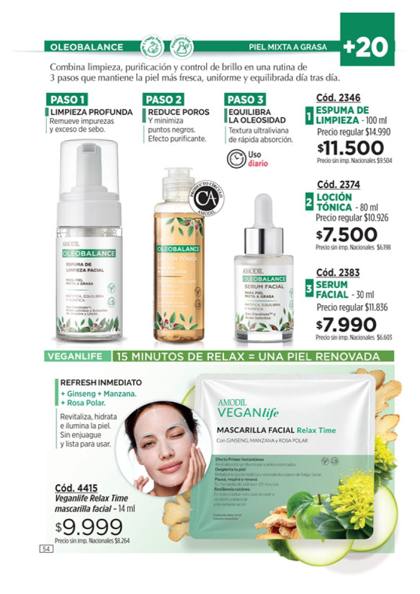 OLEOBALANCE
PIEL MIXTA A GRASA
+20
Combina limpieza, purificación y control de brillo en una rutina de
3 pasos que mantiene la piel más fresca, uniforme y equilibrada día tras día.
PASO 1
LIMPIEZA PROFUNDA
Remueve impurezas
y exceso de sebo.
PASO 2
REDUCE POROS
Y minimiza
puntos negros.
Efecto purificante.
PASO 3
EQUILIBRA
LA OLEOSIDAD
Textura ultraliviana
de rápida absorción.
Uso
diario
Cód. 2346
1 ESPUMA DE
LIMPIEZA - 100 ml
Precio regular $14.990
$11.500
Precio sin imp. Nacionales $9.504
Cód. 2374
2 LOCIÓN
TÓNICA - 80 ml
Precio regular $10.926
$7.500
Precio sin imp. Nacionales $6.198
Cód. 2383
3 SERUM
FACIAL - 30 ml
Precio regular $11.836
$7.990
Precio sin imp. Nacionales $6.603
AMODIL
OLEOBALANCE
ESPUMA DE
LIMPIEZA FACIAL
PARA PIEL
MIXTA A GRASA
CA
AMODIL
AMODIL
OLEOBALANCE
SERUM FACIAL
PARA PIEL
MIXTA A GRASA
VEGANLIFE
15 MINUTOS DE RELAX = UNA PIEL RENOVADA
REFRESH INMEDIATO
+ Ginseng + Manzana.
+ Rosa Polar.
Revitaliza, hidrata
e ilumina la piel.
Sin enjuague
y lista para usar.
Cód. 4415
Veganlife Relax Time
mascarilla facial - 14 ml
$9.999
Precio sin imp. Nacionales $8.264
AMODIL
VEGANlife
MASCARILLA FACIAL Relax Time
Con GINSENG, MANZANA y ROSA POLAR
54